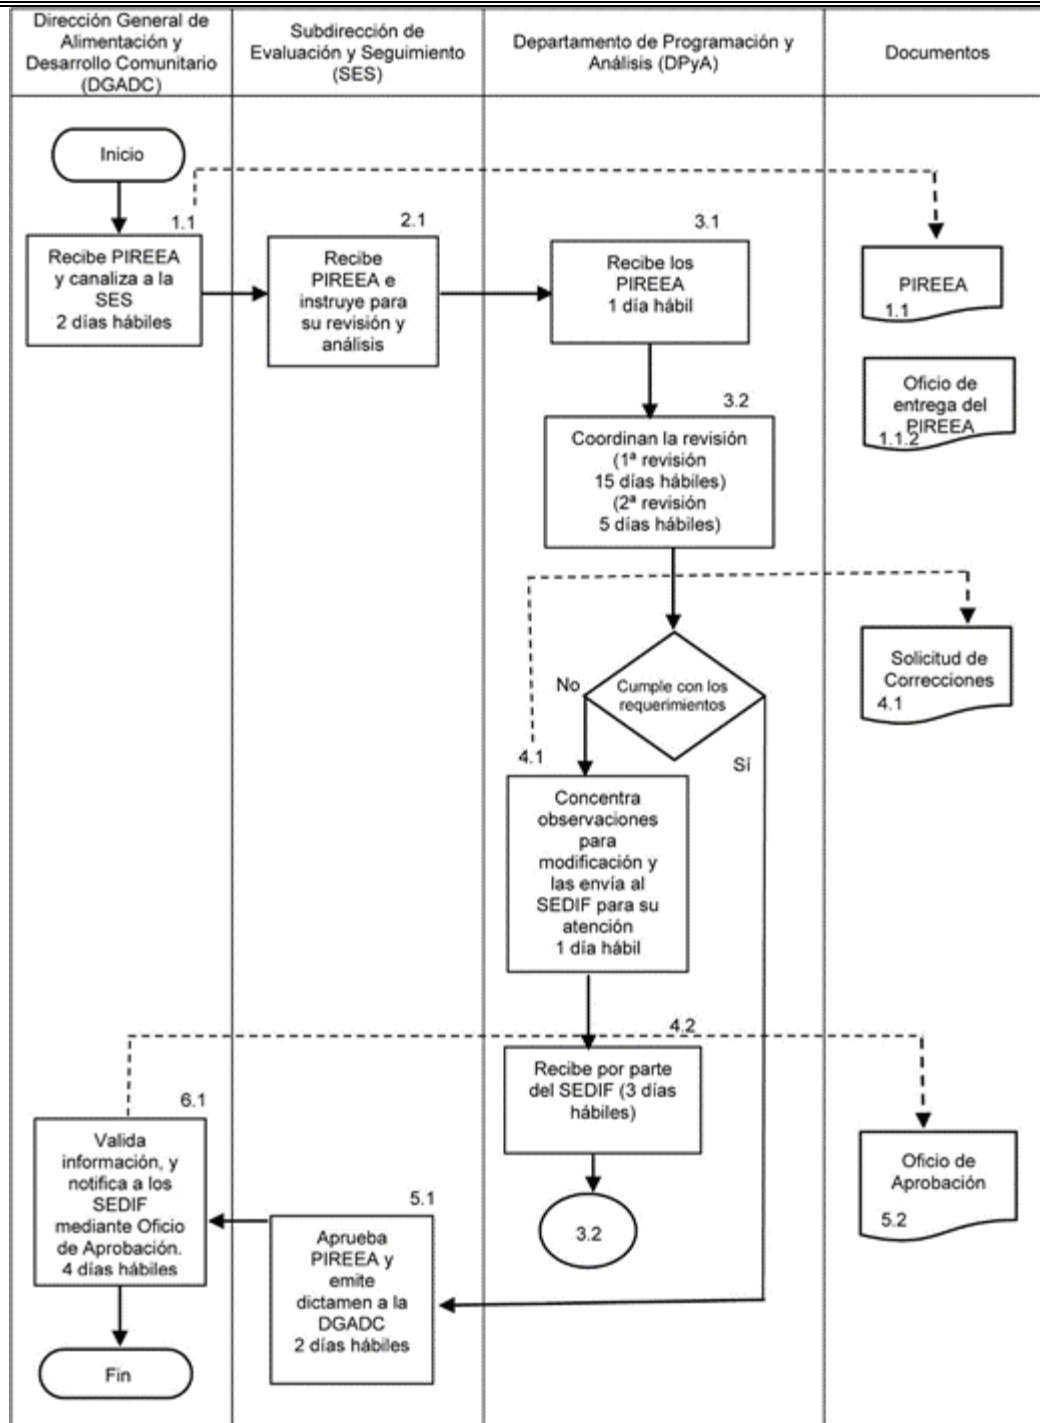 Dirección General de
Alimentación y
Desarrollo Comunitario
(DGADC)
Subdirección de
Evaluación y Seguimiento
(SES)
Departamento de Programación y
Análisis (DPyA)
Documentos
Inicio
1.1
Recibe PIREEA
y canaliza a la
SES
2 días hábiles
2.1
Recibe
PIREEA e
instruye para
su revisión y
análisis
3.1
Recibe los
PIREEA
1 día hábil
PIREEA
1.1
Oficio de
entrega del
PIREEA
1.1.2
3.2
Coordinan la revisión
(1ª revisión
15 días hábiles)
(2ª revisión
5 días hábiles)
Cumple con los
requerimientos
No
Sí
Solicitud de
Correcciones
4.1
4.1
Concentra
observaciones
para
modificación y
las envía al
SEDIF para su
atención
1 día hábil
4.2
Recibe por parte
del SEDIF (3 días
hábiles)
3.2
5.1
Aprueba
PIREEA y
emite
dictamen a la
DGADC
2 días hábiles
6.1
Valida
información, y
notifica a los
SEDIF
mediante Oficio
de Aprobación.
4 días hábiles
Oficio de
Aprobación
5.2
Fin